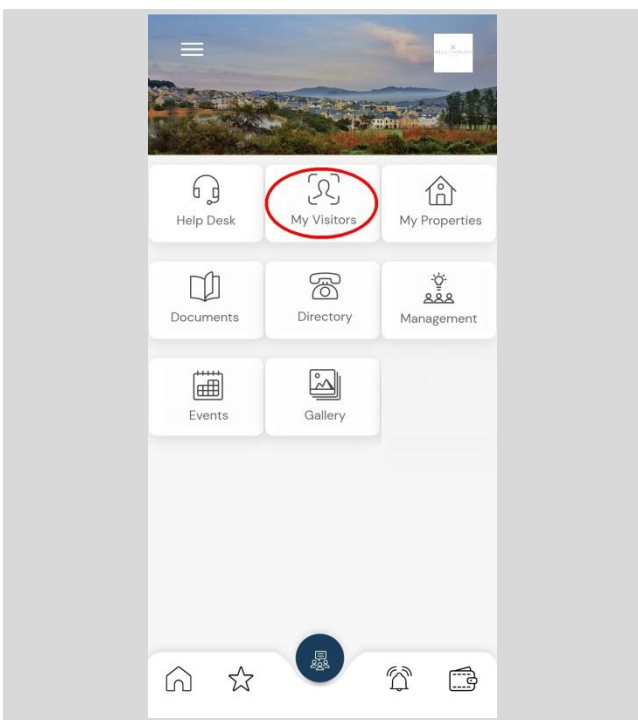 Help Desk
My Visitors
My Properties
Documents
Directory
Management
Events
Gallery